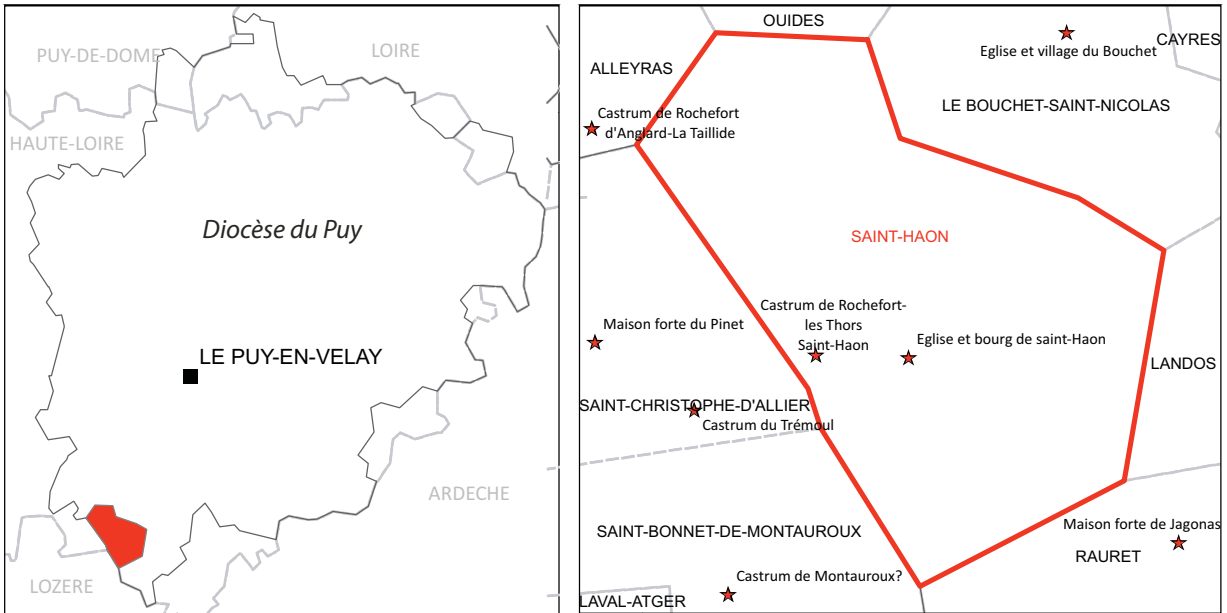 PUY-DE-DOME
LOIRE
HAUTE-LOIRE
Diocèse du Puy
LE PUY-EN-VELAY
ARDECHE
LOZERE
OUIDES
CAYRES
Eglise et village du Bouchet
ALLEYRAS
LE BOUCHET-SAINT-NICOLAS
Castrum de Rochefort
d'Anglard-La Taillide
SAINT-HAON
Castrum de Rochefort-
les Thors
Saint-Haon
Maison forte du Pinet
Eglise et bourg de saint-Haon
LANDOS
SAINT-CHRISTOPHE-D'ALLIER
Castrum du Trémoul
SAINT-BONNET-DE-MONTAUROUX
Maison forte de Jagonas
RAURET
Castrum de Montauroux?
LAVAL-ATGER